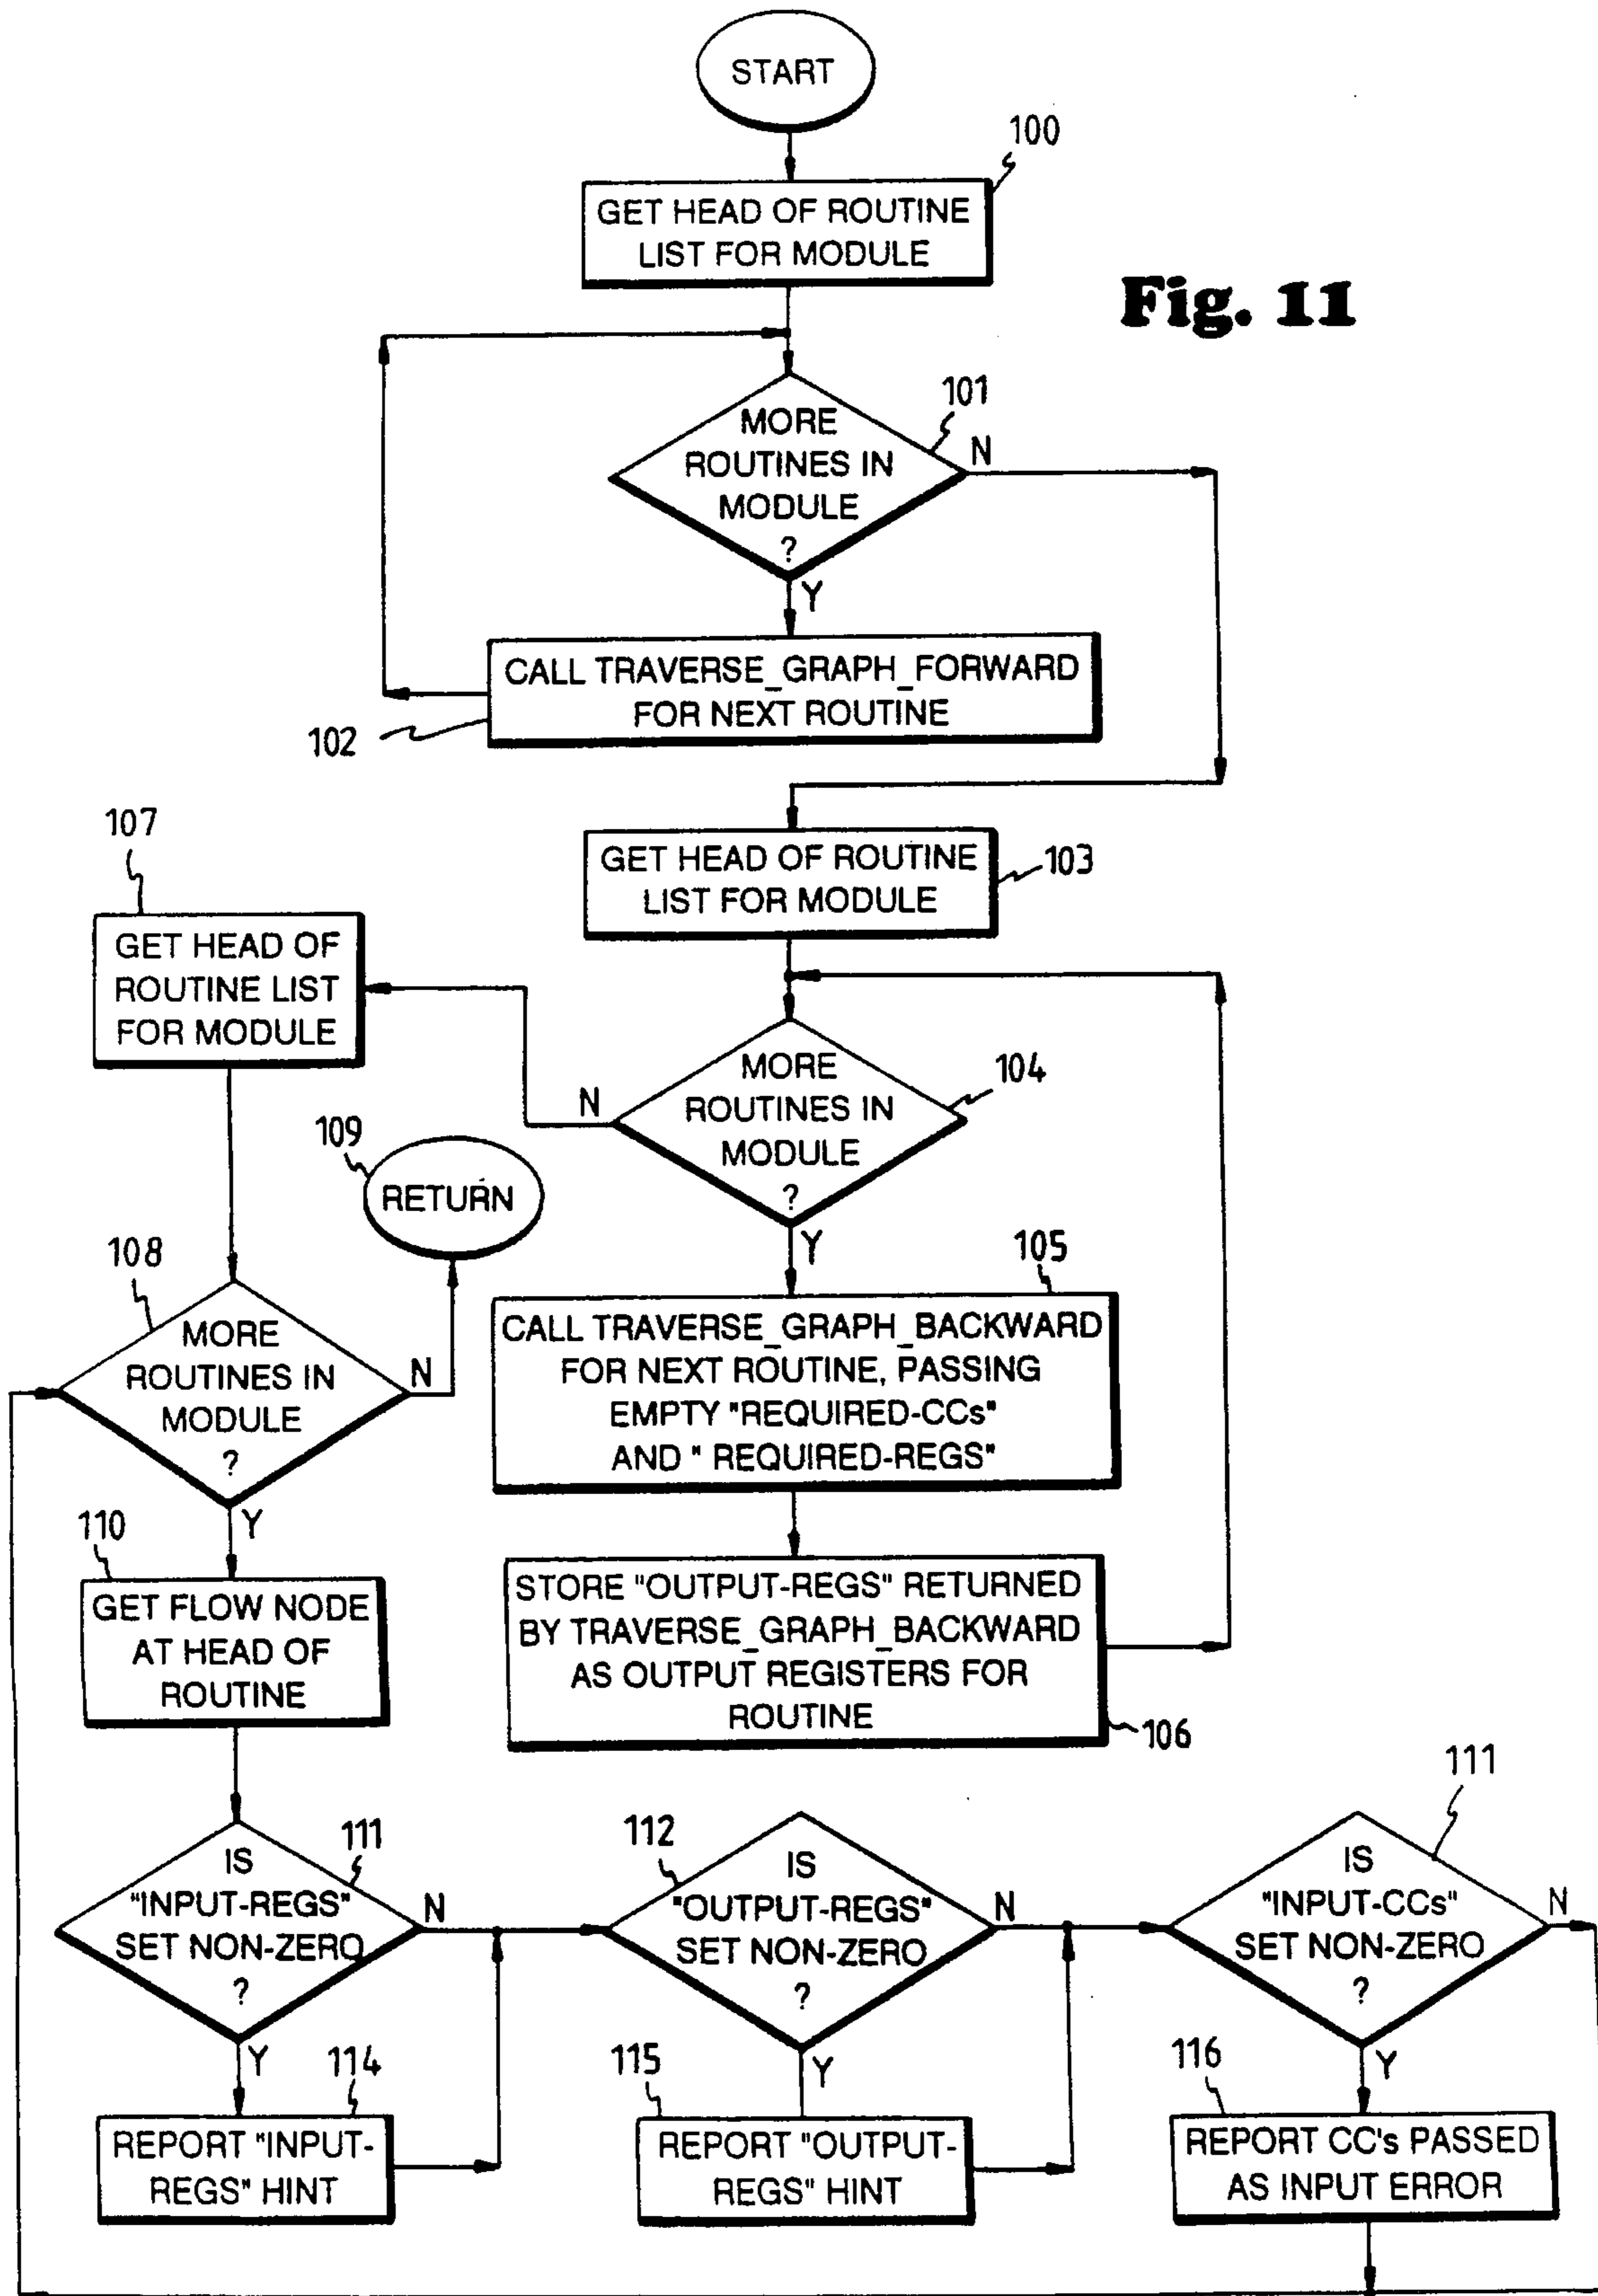 START
100
GET HEAD OF ROUTINE
LIST FOR MODULE
Fig. 11
101
MORE
ROUTINES IN
MODULE
?
N
Y
CALL TRAVERSE_GRAPH_FORWARD
FOR NEXT ROUTINE
102
103
GET HEAD OF ROUTINE
LIST FOR MODULE
107
GET HEAD OF
ROUTINE LIST
FOR MODULE
104
MORE
ROUTINES IN
MODULE
?
N
Y
109
RETURN
108
MORE
ROUTINES IN
MODULE
?
N
Y
105
CALL TRAVERSE_GRAPH_BACKWARD
FOR NEXT ROUTINE, PASSING
EMPTY "REQUIRED-CCs"
AND " REQUIRED-REGS"
110
GET FLOW NODE
AT HEAD OF
ROUTINE
STORE "OUTPUT-REGS" RETURNED
BY TRAVERSE_GRAPH_BACKWARD
AS OUTPUT REGISTERS FOR
ROUTINE
106
111
IS
"INPUT-REGS"
SET NON-ZERO
?
N
Y
112
IS
"OUTPUT-REGS"
SET NON-ZERO
?
N
Y
111
IS
"INPUT-CCs"
SET NON-ZERO
?
N
Y
114
REPORT "INPUT-
REGS" HINT
115
REPORT "OUTPUT-
REGS" HINT
116
REPORT CC's PASSED
AS INPUT ERROR